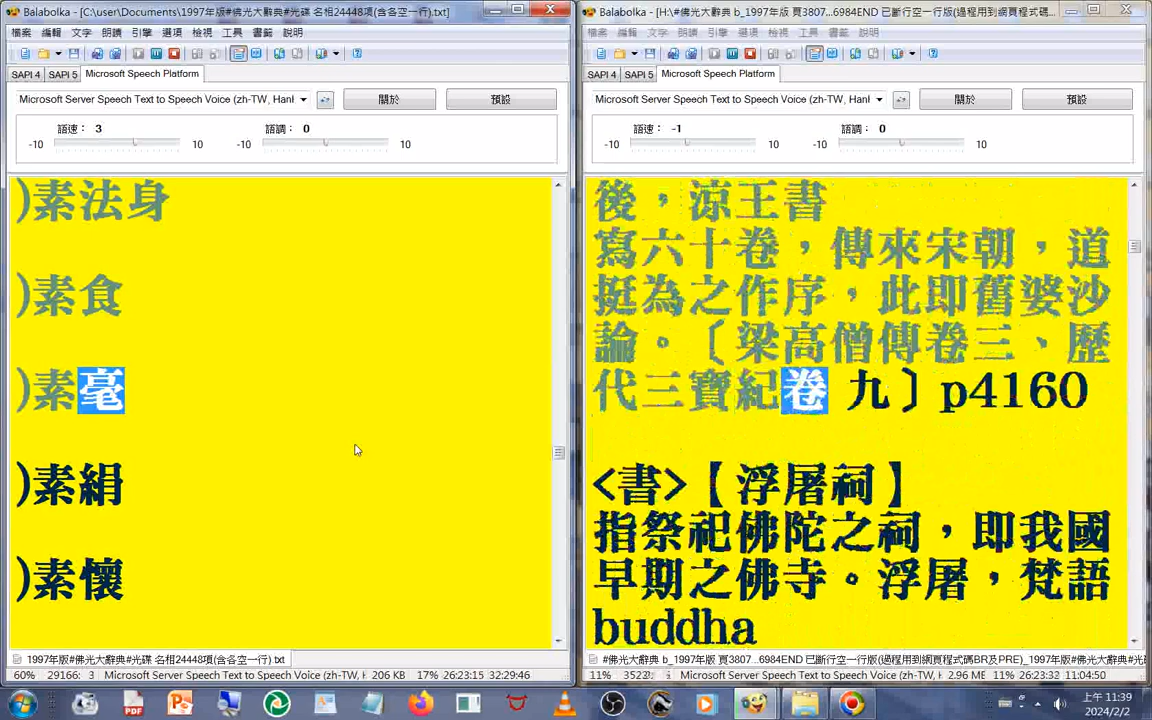 Balabolka - [C:\user\Documents\1997年版#佛光大辭典#光碟 名相24448項(含各空一行).txt]
檔案 編輯 文字 朗讀 引擎 選項 檢視 工具 書籤 說明
SAPI 4 SAPI 5 Microsoft Speech Platform
Microsoft Server Speech Text to Speech Voice (zh-TW, Hanl 關於 預設
語速： 3 語調： 0
-10 10 -10 10
)素法身
)素食
)素毫
)素絹
)素懷
1997年版#佛光大辭典#光碟 名相24448項(含各空一行).txt
60% 29166: 3 Microsoft Server Speech Text to Speech Voice (zh-TW, H 206 KB 17% 26:23:15 32:29:46
Balabolka - [H:\#佛光大辭典 b_1997年版 頁3807...6984END 已斷行空一行版(過程用到網頁程式碼...
檔案 編輯 文字 朗讀 引擎 選項 檢視 工具 書籤 說明
SAPI 4 SAPI 5 Microsoft Speech Platform
Microsoft Server Speech Text to Speech Voice (zh-TW, Hanl 關於 預設
語速： -1 語調： 0
-10 10 -10 10
後，涼王書
寫六十卷，傳來宋朝，道
挺為之作序，此即舊婆沙
論。〔梁高僧傳卷三、歷
代三寶紀卷 九〕p4160
<書>【浮屠祠】
指祭祀佛陀之祠，即我國
早期之佛寺。浮屠，梵語
buddha
#佛光大辭典 b_1997年版 頁3807...6984END 已斷行空一行版(過程用到網頁程式碼BR及PRE)_1997年版#佛光
11% Microsoft Server Speech Text to Speech Voice (zh-TW, H 2.96 ME 11% 26:23:32 11:04:50
上午 11:39
2024/2/2